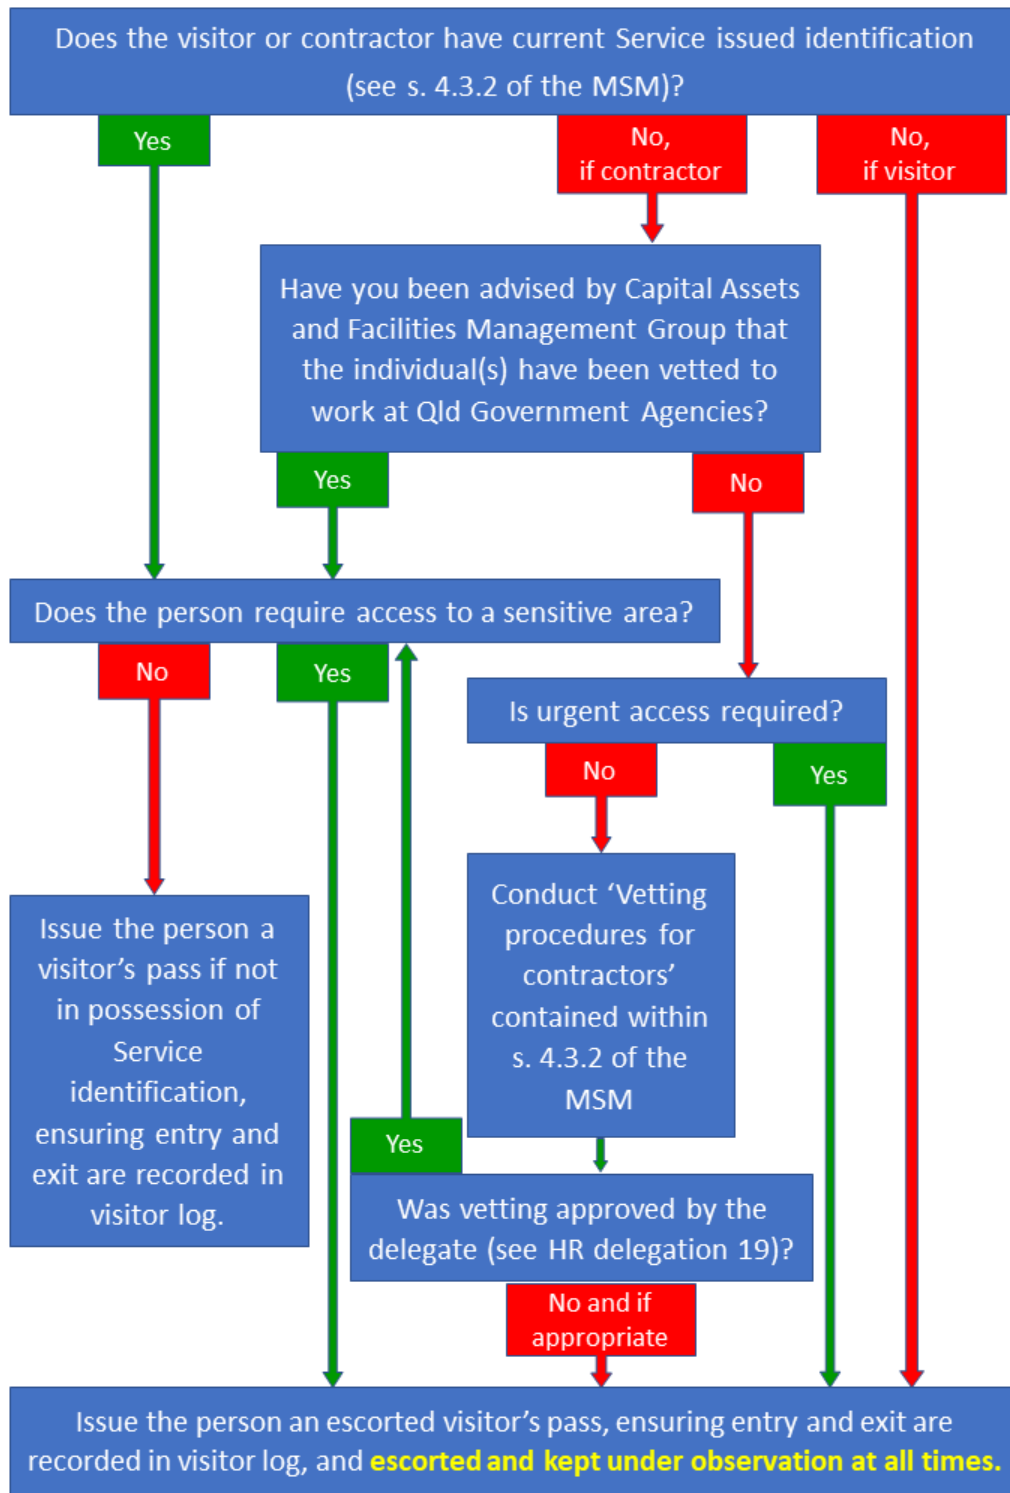 Does the visitor or contractor have current Service issued identification
(see s. 4.3.2 of the MSM)?
Yes
No,
if contractor
No,
if visitor
Have you been advised by Capital Assets
and Facilities Management Group that
the individual(s) have been vetted to
work at Qld Government Agencies?
Yes
No
Does the person require access to a sensitive area?
No
Yes
Is urgent access required?
No
Yes
Issue the person a
visitor’s pass if not
in possession of
Service
identification,
ensuring entry and
exit are recorded in
visitor log.
Conduct ‘Vetting
procedures for
contractors’
contained within
s. 4.3.2 of the
MSM
Yes
Was vetting approved by the
delegate (see HR delegation 19)?
No and if
appropriate
Issue the person an escorted visitor’s pass, ensuring entry and exit are
recorded in visitor log, and escorted and kept under observation at all times.